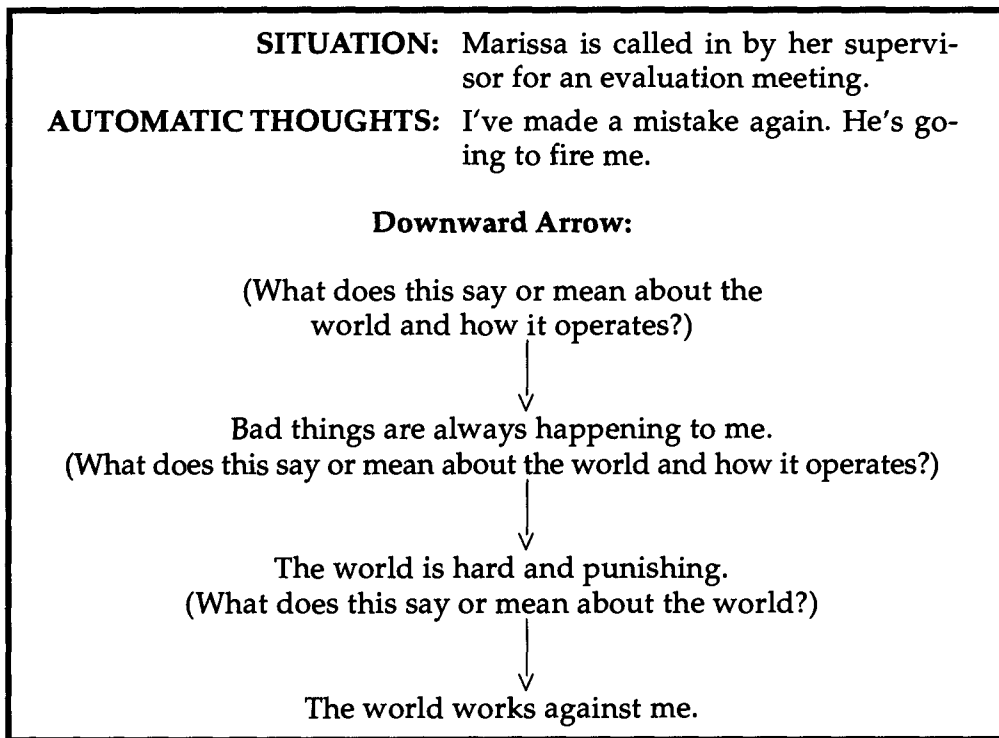 SITUATION: Marissa is called in by her supervi-
sor for an evaluation meeting.
AUTOMATIC THOUGHTS: I've made a mistake again. He's go-
ing to fire me.
Downward Arrow:
(What does this say or mean about the
world and how it operates?)
Bad things are always happening to me.
(What does this say or mean about the world and how it operates?)
The world is hard and punishing.
(What does this say or mean about the world?)
The world works against me.